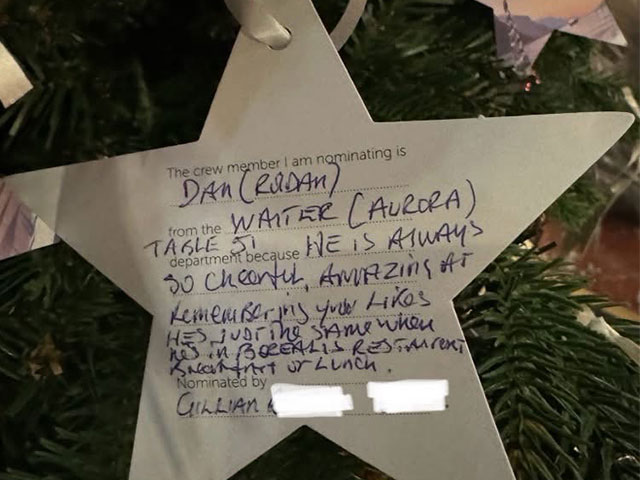 The crew member I am nominating is
DAN (RODAN)
from the WAITER (AURORA)
TABLE 51
department because HE IS ALWAYS
SO Cheerful, AMAZING AT
Remembering your Likes
HE'S JUST The SAME when
he's in BOREALIS RESTAURANT
Breakfast or Lunch.
Nominated by
GILLIAN